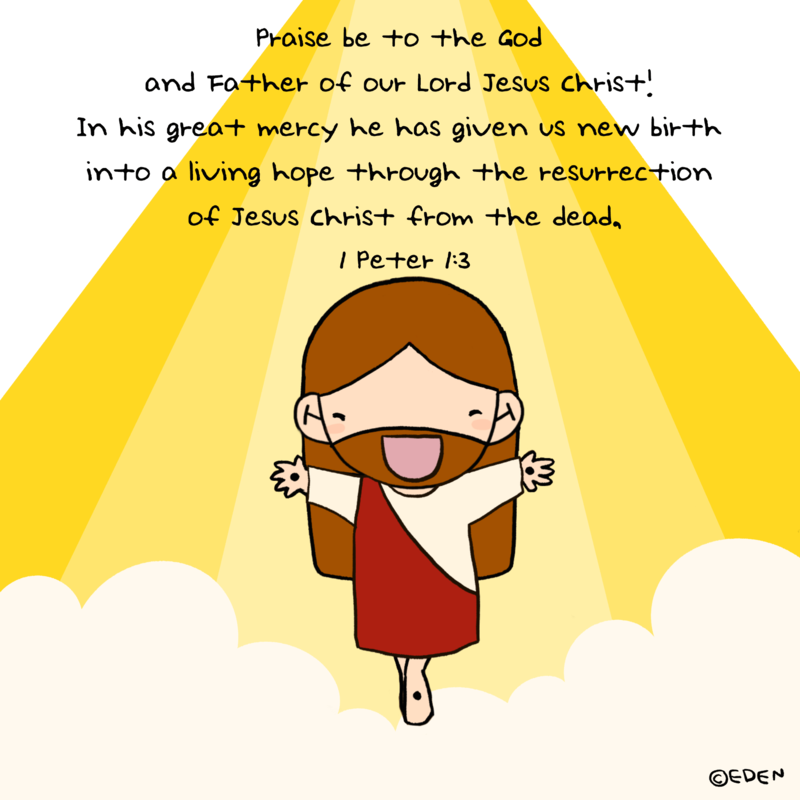 Praise be to the God
and Father of our Lord Jesus Christ!
In his great mercy he has given us new birth
into a living hope through the resurrection
of Jesus Christ from the dead,
1 Peter 1:3
©EDEN